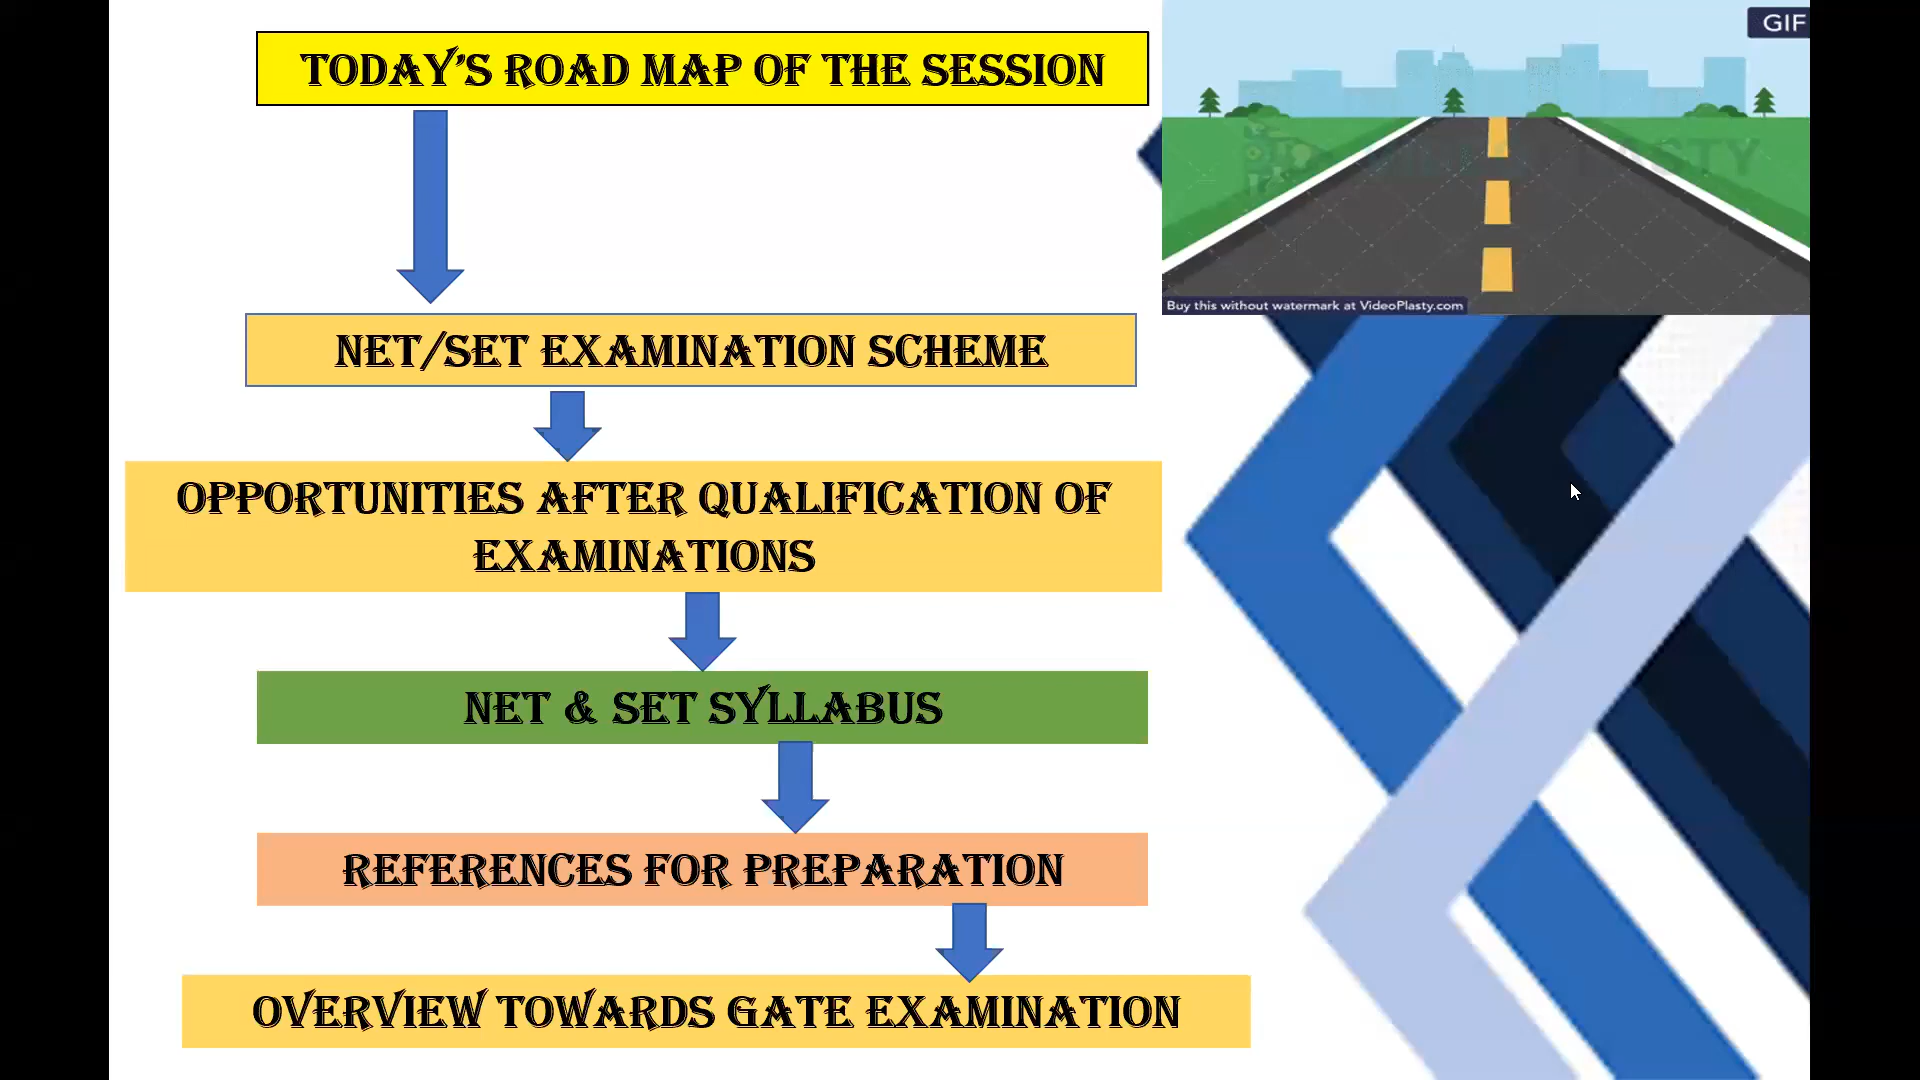 TODAY'S ROAD MAP OF THE SESSION
GIF
Buy this without watermark at VideoPlasty.com
NET/SET EXAMINATION SCHEME
OPPORTUNITIES AFTER QUALIFICATION OF
EXAMINATIONS
NET & SET SYLLABUS
REFERENCES FOR PREPARATION
OVERVIEW TOWARDS GATE EXAMINATION